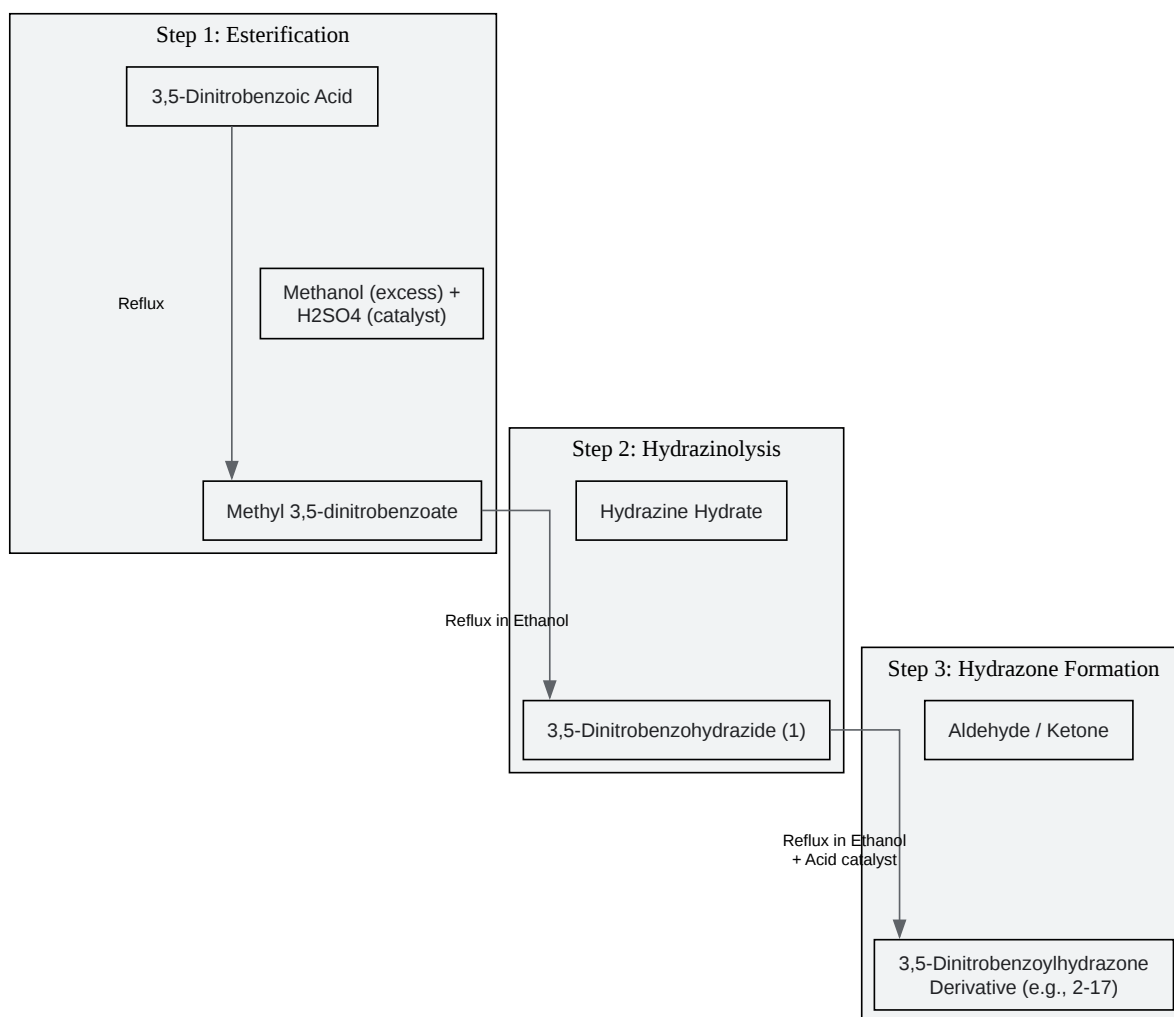 Step 1: Esterification
3,5-Dinitrobenzoic Acid
Reflux
Methanol (excess) +
H2SO4 (catalyst)
Methyl 3,5-dinitrobenzoate
Step 2: Hydrazinolysis
Hydrazine Hydrate
Reflux in Ethanol
3,5-Dinitrobenzohydrazide (1)
Step 3: Hydrazone Formation
Aldehyde / Ketone
Reflux in Ethanol
+ Acid catalyst
3,5-Dinitrobenzoylhydrazone
Derivative (e.g., 2-17)